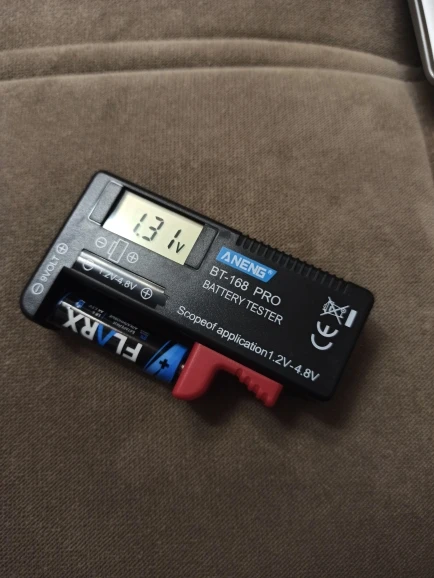 1.31V
ANENG®
BT-168 PRO
BATTERY TESTER
Scopeof application1.2V-4.8V
⊖ 9VOLT ⊕
⊖ ⊕
1.2V-4.8V ⊕
CE
FLARX